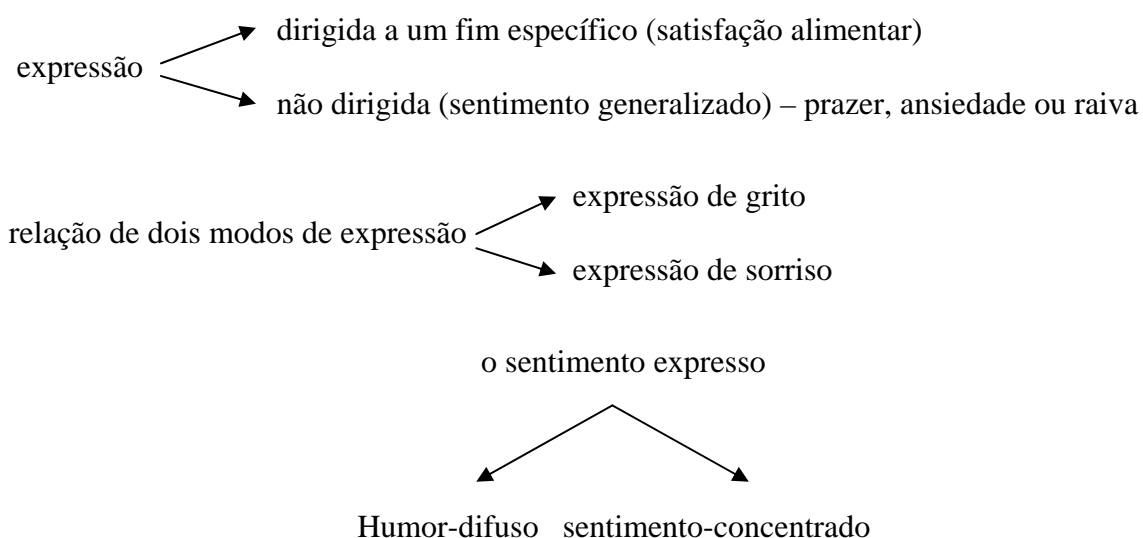 dirigida a um fim específico (satisfação alimentar)
expressão
não dirigida (sentimento generalizado) – prazer, ansiedade ou raiva
expressão de grito
relação de dois modos de expressão
expressão de sorriso
o sentimento expresso
Humor-difuso sentimento-concentrado